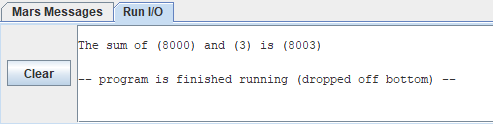 Mars Messages Run I/O
The sum of (8000) and (3) is (8003)
Clear
-- program is finished running (dropped off bottom) --